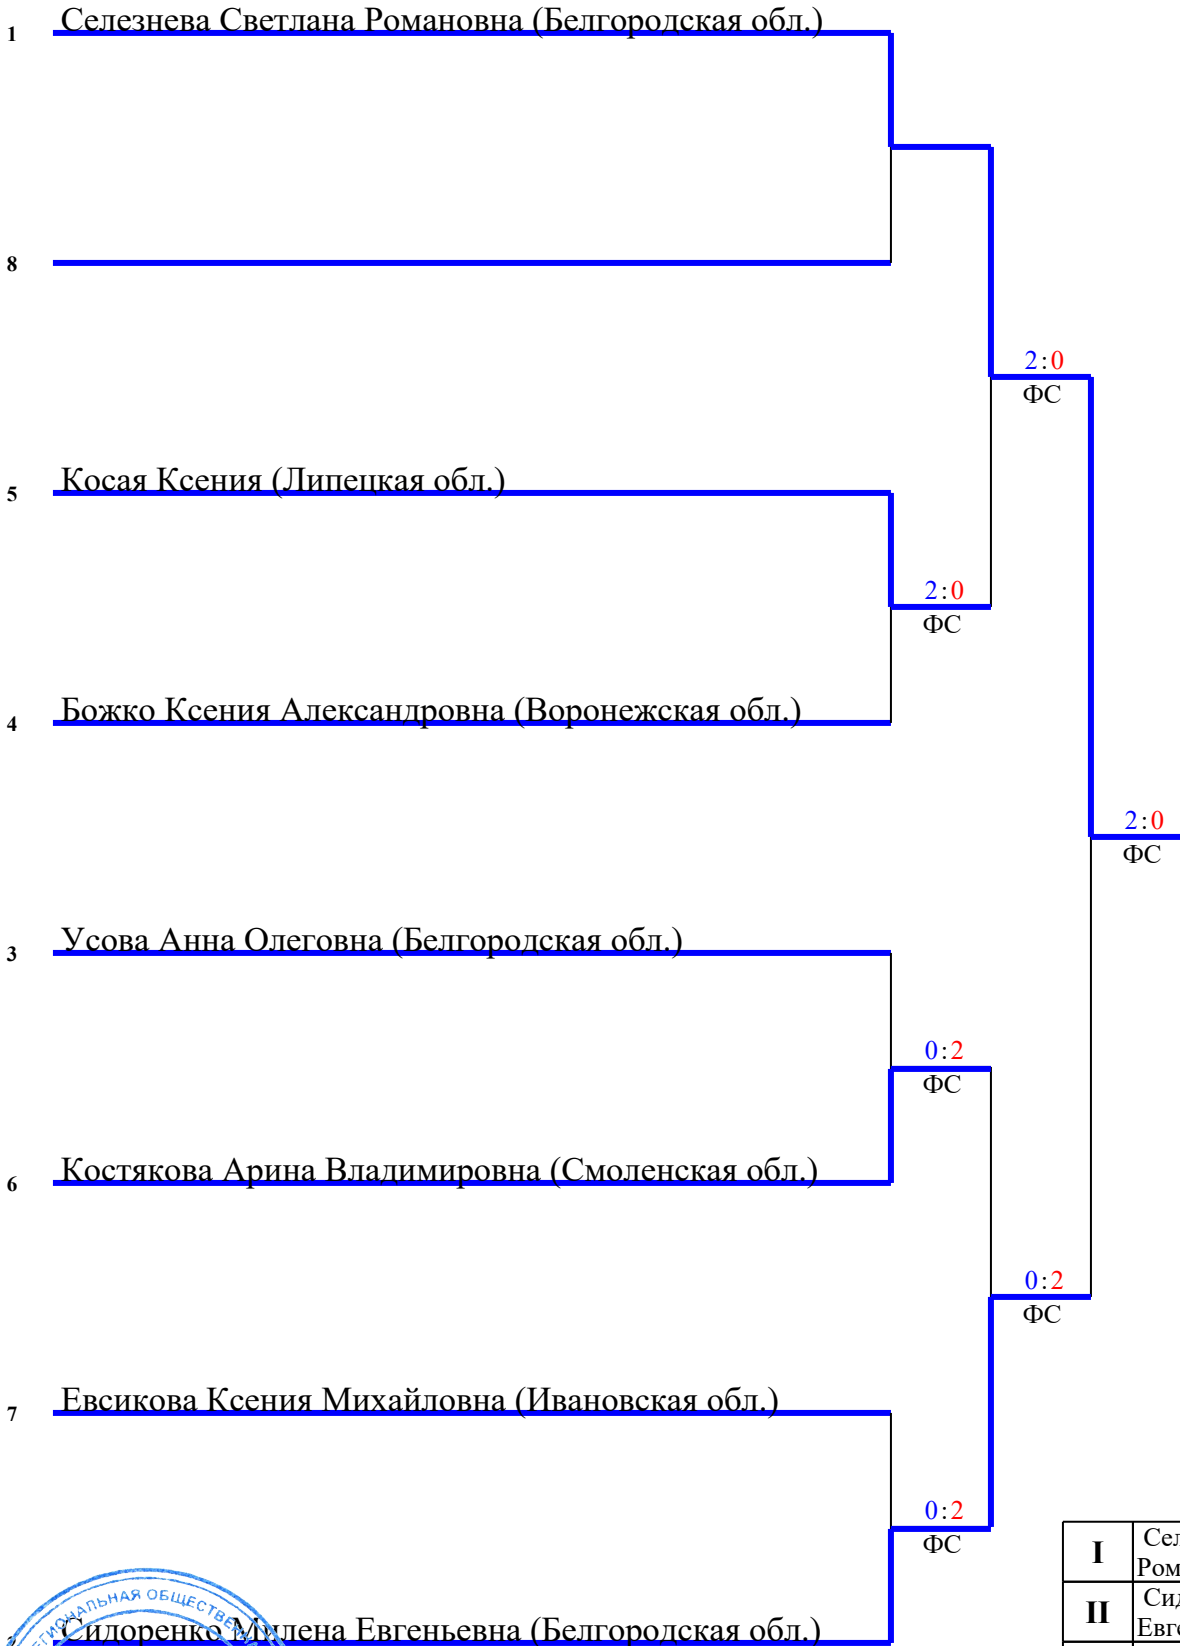 1 Селезнева Светлана Романовна (Белгородская обл.)
8
2:0
ФС
5 Косая Ксения (Липецкая обл.)
2:0
ФС
4 Божко Ксения Александровна (Воронежская обл.)
2:0
ФС
3 Усова Анна Олеговна (Белгородская обл.)
0:2
ФС
6 Костякова Арина Владимировна (Смоленская обл.)
0:2
ФС
7 Евсикова Ксения Михайловна (Ивановская обл.)
0:2
ФС
I Сел
Ром
II Сид
Евго
Сидоренко Милена Евгеньевна (Белгородская обл.)